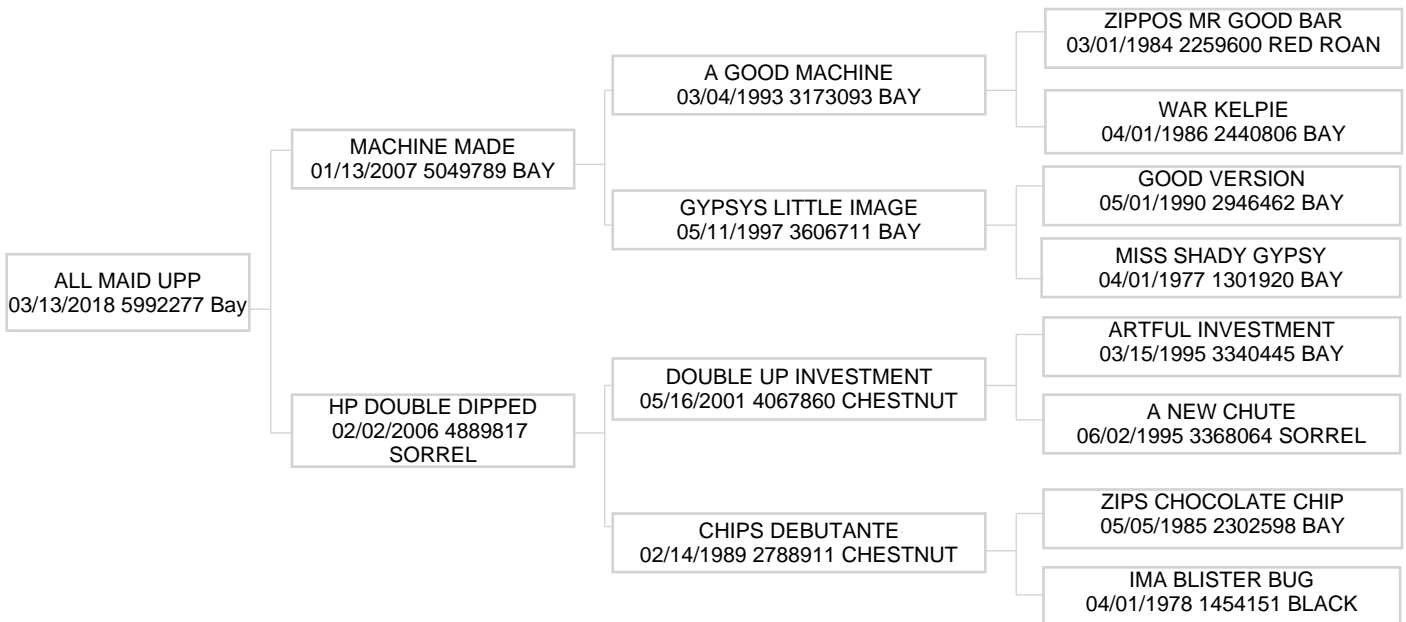 ZIPPOS MR GOOD BAR
03/01/1984 2259600 RED ROAN
A GOOD MACHINE
03/04/1993 3173093 BAY
WAR KELPIE
04/01/1986 2440806 BAY
MACHINE MADE
01/13/2007 5049789 BAY
GOOD VERSION
05/01/1990 2946462 BAY
GYPSYS LITTLE IMAGE
05/11/1997 3606711 BAY
MISS SHADY GYPSY
04/01/1977 1301920 BAY
ALL MAID UPP
03/13/2018 5992277 Bay
ARTFUL INVESTMENT
03/15/1995 3340445 BAY
DOUBLE UP INVESTMENT
05/16/2001 4067860 CHESTNUT
A NEW CHUTE
06/02/1995 3368064 SORREL
HP DOUBLE DIPPED
02/02/2006 4889817
SORREL
ZIPS CHOCOLATE CHIP
05/05/1985 2302598 BAY
CHIPS DEBUTANTE
02/14/1989 2788911 CHESTNUT
IMA BLISTER BUG
04/01/1978 1454151 BLACK